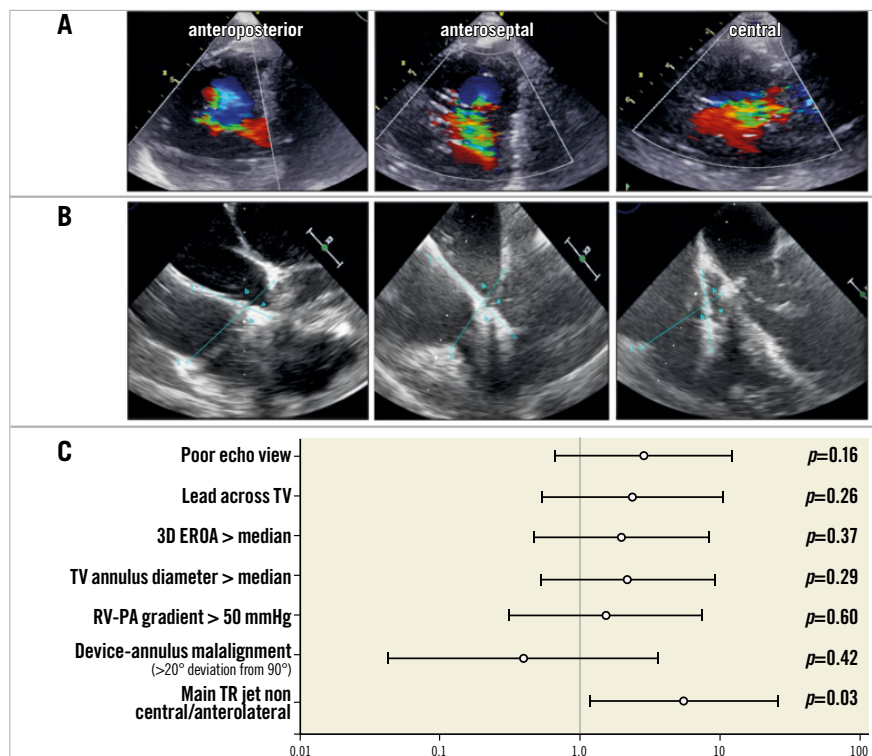 A
anteroposterior
anteroseptal
central
B
C
Poor echo view
p=0.16
Lead across TV
p=0.26
3D EROA > median
p=0.37
TV annulus diameter > median
p=0.29
RV-PA gradient > 50 mmHg
p=0.60
Device-annulus malalignment
(>20° deviation from 90°)
p=0.42
Main TR jet non
central/anterolateral
p=0.03
0.01
0.1
1.0
10
100